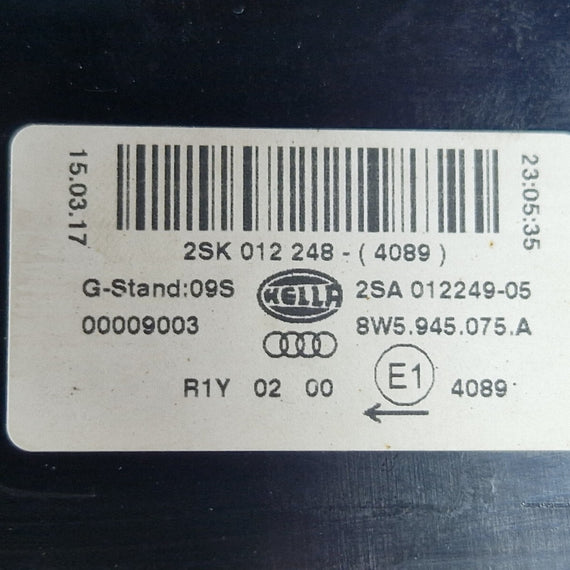 15.03.17
23:05:35
2SK 012 248 - ( 4089 )
G-Stand:09S HELLA 2SA 012249-05
00009003 8W5.945.075.A
R1Y 02 00 E1 4089